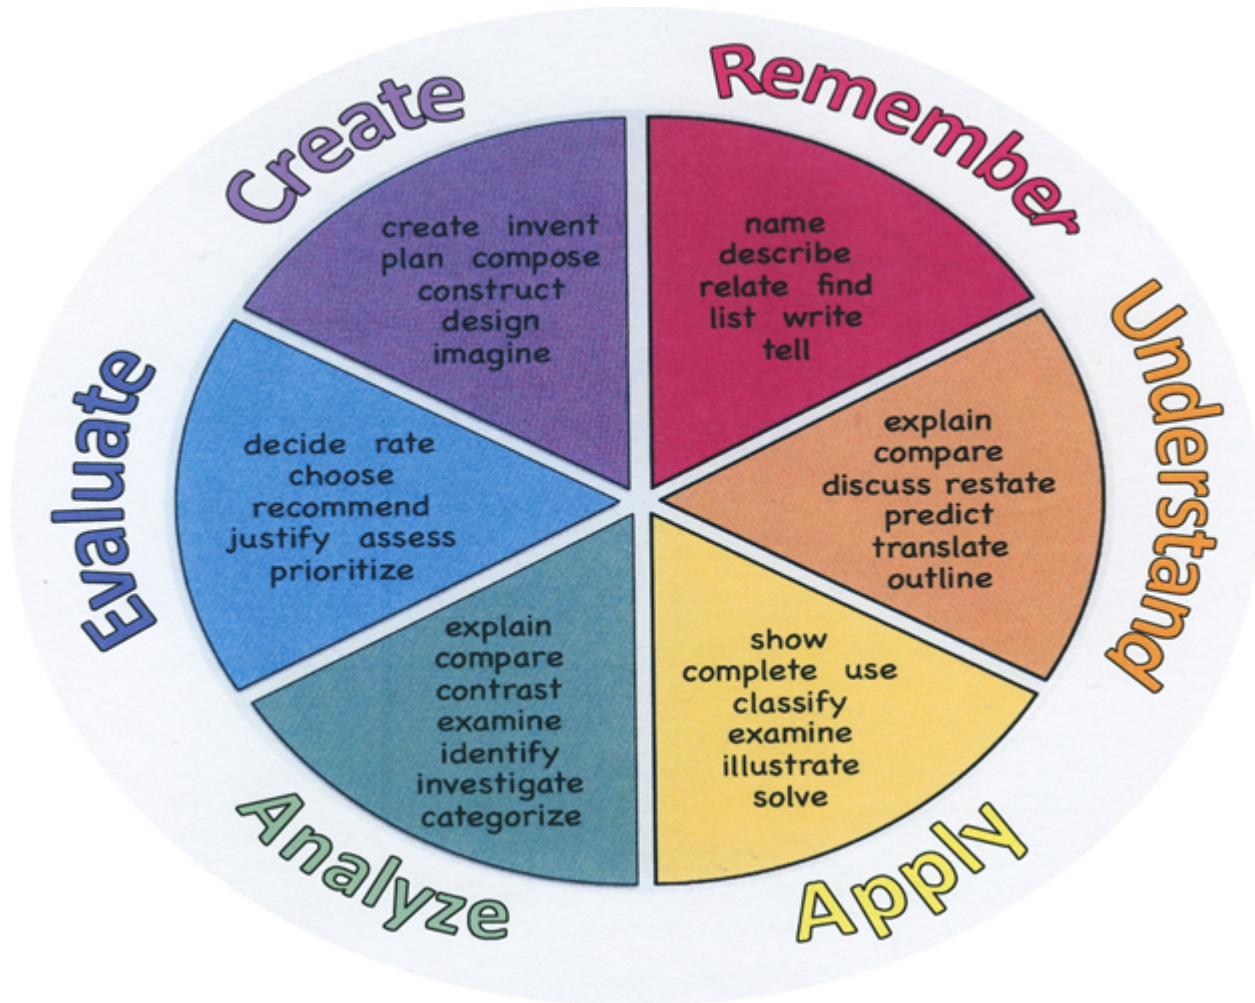 Remember
name
describe
relate find
list write
tell
Understand
explain
compare
discuss restate
predict
translate
outline
Apply
show
complete use
classify
examine
illustrate
solve
Analyze
explain
compare
contrast
examine
identify
investigate
categorize
Evaluate
decide rate
choose
recommend
justify assess
prioritize
Create
create invent
plan compose
construct
design
imagine